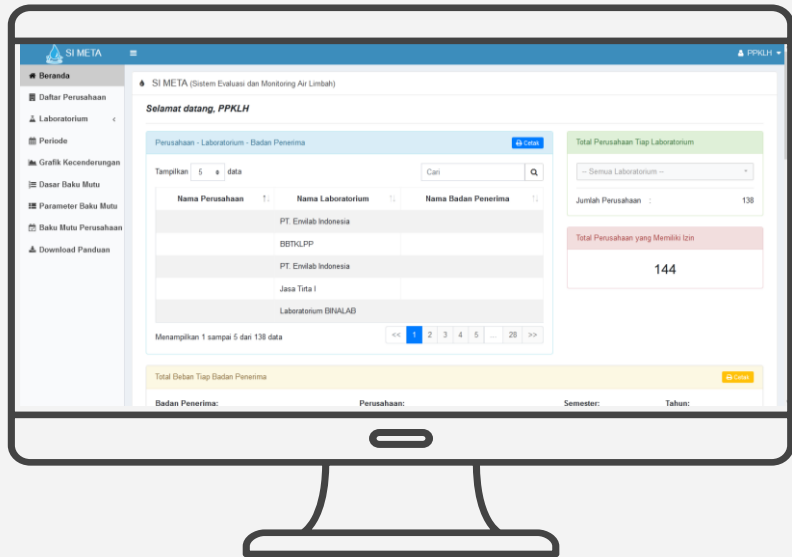 SI META
PPKLH
Beranda
Daftar Perusahaan
Laboratorium <
Periode
Grafik Kecenderungan
Dasar Baku Mutu
Parameter Baku Mutu
Baku Mutu Perusahaan
Download Panduan
SI META (Sistem Evaluasi dan Monitoring Air Limbah)
Selamat datang, PPKLH
Perusahaan - Laboratorium - Badan Penerima
Cetak
Tampilkan 5 data
Cari
Nama Perusahaan Nama Laboratorium Nama Badan Penerima
PT. Envilab Indonesia
BBTKLPP
PT. Envilab Indonesia
Jasa Tirta I
Laboratorium BINALAB
Menampilkan 1 sampai 5 dari 138 data
<< 1 2 3 4 5 ... 28 >>
Total Perusahaan Tiap Laboratorium
-- Semua Laboratorium --
Jumlah Perusahaan : 138
Total Perusahaan yang Memiliki Izin
144
Total Beban Tiap Badan Penerima
Cetak
Badan Penerima: Perusahaan: Semester: Tahun: